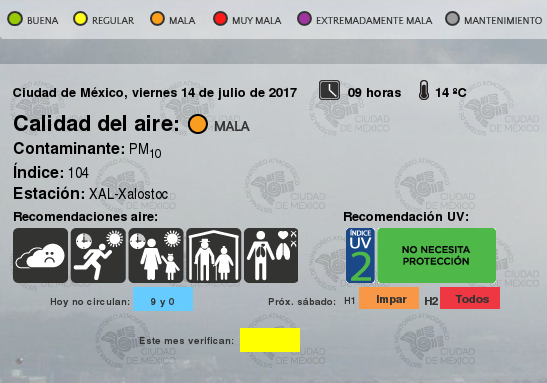 BUENA REGULAR MALA MUY MALA EXTREMADAMENTE MALA MANTENIMIENTO
Ciudad de México, viernes 14 de julio de 2017 09 horas 14 ºC
Calidad del aire: MALA
Contaminante: PM10
Índice: 104
Estación: XAL-Xalostoc
Recomendaciones aire: Recomendación UV:
ÍNDICE
UV
2
NO NECESITA
PROTECCIÓN
Hoy no circulan: 9 y 0 Próx. sábado: H1 Impar H2 Todos
Este mes verifican:
CIUDAD
DE MÉXICO